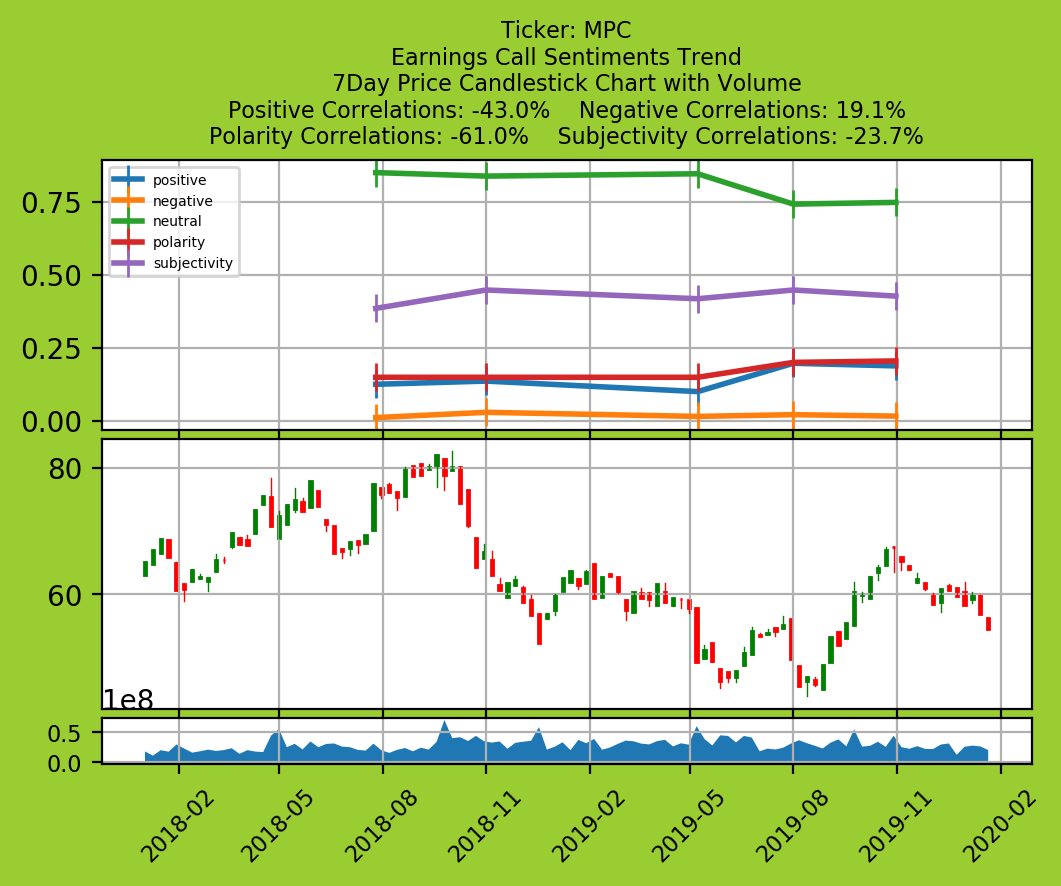 Ticker: MPC
Earnings Call Sentiments Trend
7Day Price Candlestick Chart with Volume
Positive Correlations: -43.0%    Negative Correlations: 19.1%
Polarity Correlations: -61.0%    Subjectivity Correlations: -23.7%
positive
negative
neutral
polarity
subjectivity
0.75
0.50
0.25
0.00
80
60
1e8
0.5
0.0
2018-02
2018-05
2018-08
2018-11
2019-02
2019-05
2019-08
2019-11
2020-02